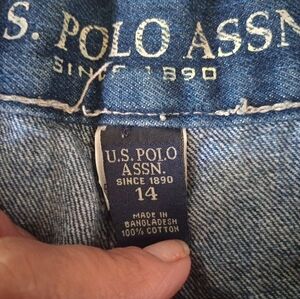 S. POLO ASSN
SINCE 1890
U.S. POLO
ASSN.
SINCE 1890
14
MADE IN
BANGLADESH
100% COTTON